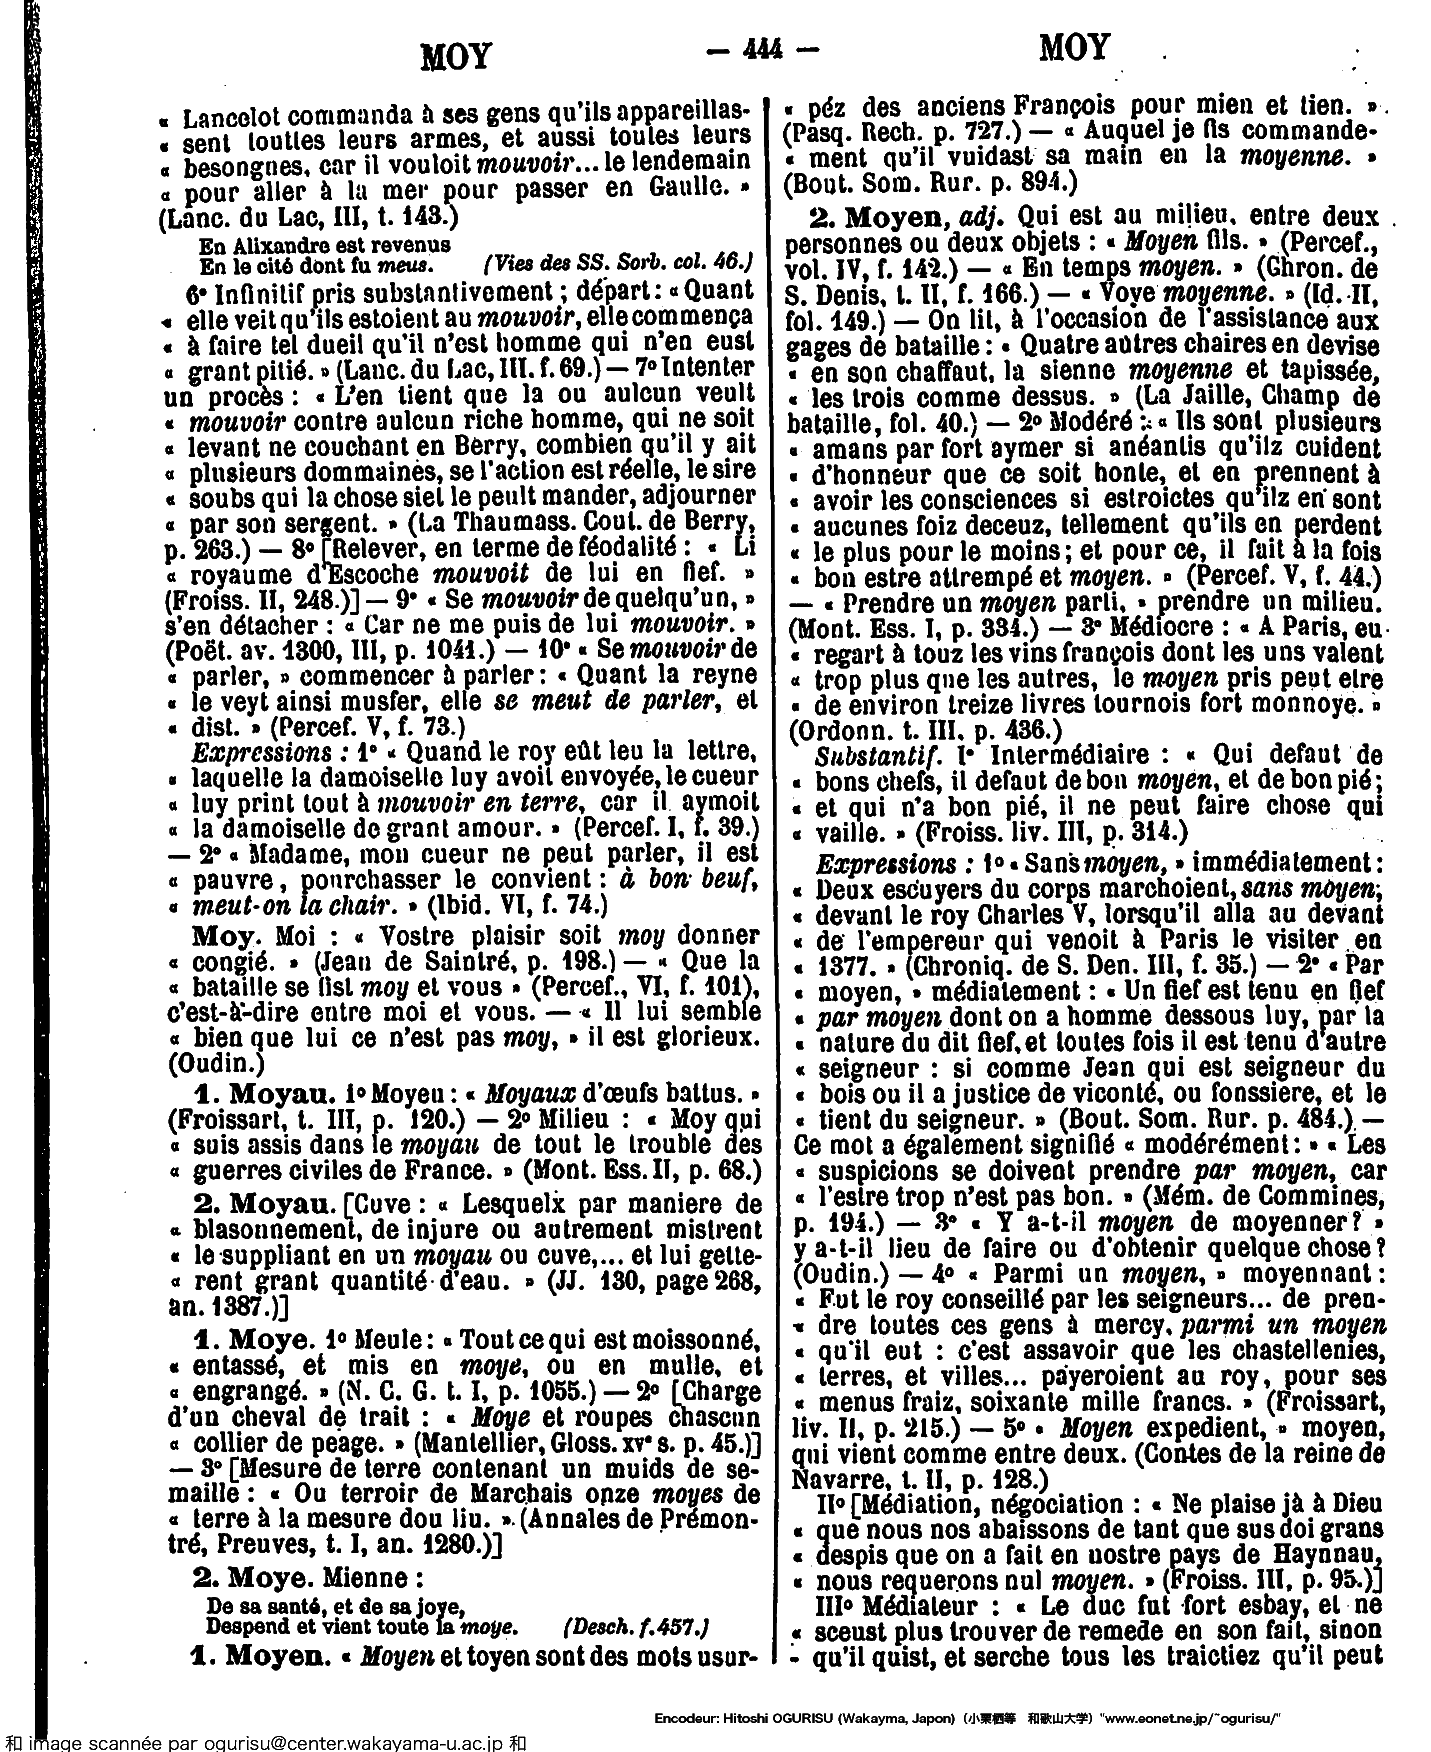 MOY
— 444 —
MOY
« Lancelot commanda à ses gens qu'ils appareillas-
« sent toutles leurs armes, et aussi toutes leurs
« besongnes, car il vouloit mouvoir... le lendemain
« pour aller à la mer pour passer en Gaulle. »
(Lanc. du Lac, III, t. 143.)
En Alixandre est revenus
En le cité dont fu meus. (Vies des SS. Sorb. col. 46.)
6° Infinitif pris substantivement ; départ : « Quant
« elle veit qu'ils estoient au mouvoir, elle commença
« à faire tel dueil qu'il n'est homme qui n'en eust
« grant pitié. » (Lanc. du Lac, III. f. 69.) — 7° Intenter
un procès : « L'en tient que la ou aulcun veult
« mouvoir contre aulcun riche homme, qui ne soit
« levant ne couchant en Berry, combien qu'il y ait
« plusieurs dommaines, se l'action est réelle, le sire
« soubs qui la chose siet le peult mander, adjourner
« par son sergent. » (La Thaumass. Cout. de Berry,
p. 263.) — 8° [Relever, en terme de féodalité : « Li
« royaume d'Escoche mouvoit de lui en fief. »
(Froiss. II, 248.)] — 9° « Se mouvoir de quelqu'un, »
s'en détacher : « Car ne me puis de lui mouvoir. »
(Poët. av. 1300, III, p. 1041.) — 10° « Se mouvoir de
« parler, » commencer à parler : « Quant la reyne
« le veyt ainsi musfer, elle se meut de parler, et
« dist. » (Percef. V, f. 73.)
Expressions : 1° « Quand le roy eût leu la lettre,
« laquelle la damoiselle luy avoit envoyée, le cueur
« luy print tout à mouvoir en terre, car il aymoit
« la damoiselle de grant amour. » (Percef. I, f. 39.)
— 2° « Madame, mon cueur ne peut parler, il est
« pauvre, pourchasser le convient : à bon beuf,
« meut-on la chair. » (Ibid. VI, f. 74.)
Moy. Moi : « Vostre plaisir soit moy donner
« congié. » (Jean de Saintré, p. 198.) — « Que la
« bataille se fist moy et vous » (Percef., VI, f. 101),
c'est-à-dire entre moi et vous. — « Il lui semble
« bien que lui ce n'est pas moy, » il est glorieux.
(Oudin.)
1. Moyau. 1° Moyeu : « Moyaux d'œufs battus. »
(Froissart, t. III, p. 120.) — 2° Milieu : « Moy qui
« suis assis dans le moyau de tout le trouble des
« guerres civiles de France. » (Mont. Ess. II, p. 68.)
2. Moyau. [Cuve : « Lesquelx par maniere de
« blasonnement, de injure ou autrement mistrent
« le suppliant en un moyau ou cuve,... et lui gette-
« rent grant quantité d'eau. » (JJ. 130, page 268,
an. 1387.)]
1. Moye. 1° Meule : « Tout ce qui est moissonné,
« entassé, et mis en moye, ou en mulle, et
« engrangé. » (N. C. G. t. I, p. 1055.) — 2° [Charge
d'un cheval de trait : « Moye et roupes chascun
« collier de peage. » (Mantellier, Gloss. XVe s. p. 45.)]
— 3° [Mesure de terre contenant un muids de se-
maille : « Ou terroir de Marchais onze moyes de
« terre à la mesure dou liu. » (Annales de Prémon-
tré, Preuves, t. I, an. 1280.)]
2. Moye. Mienne :
De sa santé, et de sa joye,
Despend et vient toute la moye. (Desch. f. 457.)
1. Moyen. « Moyen et toyen sont des mots usur-
« péz des anciens François pour mien et tien. »
(Pasq. Rech. p. 727.) — « Auquel je fis commande-
« ment qu'il vuidast sa main en la moyenne. »
(Bout. Som. Rur. p. 894.)
2. Moyen, adj. Qui est au milieu, entre deux
personnes ou deux objets : « Moyen fils. » (Percef.,
vol. IV, f. 142.) — « En temps moyen. » (Chron. de
S. Denis, t. II, f. 166.) — « Voye moyenne. » (Id. II,
fol. 149.) — On lit, à l'occasion de l'assistance aux
gages de bataille : « Quatre autres chaires en devise
« en son chaffaut, la sienne moyenne et tapissée,
« les trois comme dessus. » (La Jaille, Champ de
bataille, fol. 40.) — 2° Modéré : « Ils sont plusieurs
« amans par fort aymer si anéantis qu'ilz cuident
« d'honneur que ce soit honte, et en prennent à
« avoir les consciences si estroictes qu'ilz en sont
« aucunes foiz deceuz, tellement qu'ils en perdent
« le plus pour le moins ; et pour ce, il fait à la fois
« bon estre attrempé et moyen. » (Percef. V, f. 44.)
— « Prendre un moyen parti, » prendre un milieu.
(Mont. Ess. I, p. 334.) — 3° Médiocre : « A Paris, eu
« regart à touz les vins françois dont les uns valent
« trop plus que les autres, le moyen pris peut etre
« de environ treize livres tournois fort monnoye. »
(Ordonn. t. III, p. 436.)
Substantif. I° Intermédiaire : « Qui defaut de
« bons chefs, il defaut de bon moyen, et de bon pié ;
« et qui n'a bon pié, il ne peut faire chose qui
« vaille. » (Froiss. liv. III, p. 314.)
Expressions : 1° « Sans moyen, » immédiatement :
« Deux escuyers du corps marchoient, sans moyen,
« devant le roy Charles V, lorsqu'il alla au devant
« de l'empereur qui venoit à Paris le visiter en
« 1377. » (Chroniq. de S. Den. III, f. 35.) — 2° « Par
« moyen, » médiatement : « Un fief est tenu en fief
« par moyen dont on a homme dessous luy, par la
« nature du dit fief, et toutes fois il est tenu d'autre
« seigneur : si comme Jean qui est seigneur du
« bois ou il a justice de viconté, ou fonssiere, et le
« tient du seigneur. » (Bout. Som. Rur. p. 484.) —
Ce mot a également signifié « modérément : » « Les
« suspicions se doivent prendre par moyen, car
« l'estre trop n'est pas bon. » (Mém. de Commines,
p. 194.) — 3° « Y a-t-il moyen de moyenner ? »
y a-t-il lieu de faire ou d'obtenir quelque chose ?
(Oudin.) — 4° « Parmi un moyen, » moyennant :
« Fut le roy conseillé par les seigneurs... de pren-
« dre toutes ces gens à mercy, parmi un moyen
« qu'il eut : c'est assavoir que les chastellenies,
« terres, et villes... payeroient au roy, pour ses
« menus fraiz, soixante mille francs. » (Froissart,
liv. II, p. 215.) — 5° « Moyen expedient, » moyen,
qui vient comme entre deux. (Contes de la reine de
Navarre, t. II, p. 128.)
II° [Médiation, négociation : « Ne plaise jà à Dieu
« que nous nos abaissons de tant que sus doi grans
« despis que on a fait en nostre pays de Haynnau,
« nous requerons nul moyen. » (Froiss. III, p. 95.)]
III° Médiateur : « Le duc fut fort esbay, et ne
« sceust plus trouver de remede en son fait, sinon
« qu'il quist, et serche tous les traictiez qu'il peut
Encodeur: Hitoshi OGURISU (Wakayma, Japon) (小栗栖等 和歌山大学) "www.eonet.ne.jp/~ogurisu/"
和 image scannée par ogurisu@center.wakayama-u.ac.jp 和